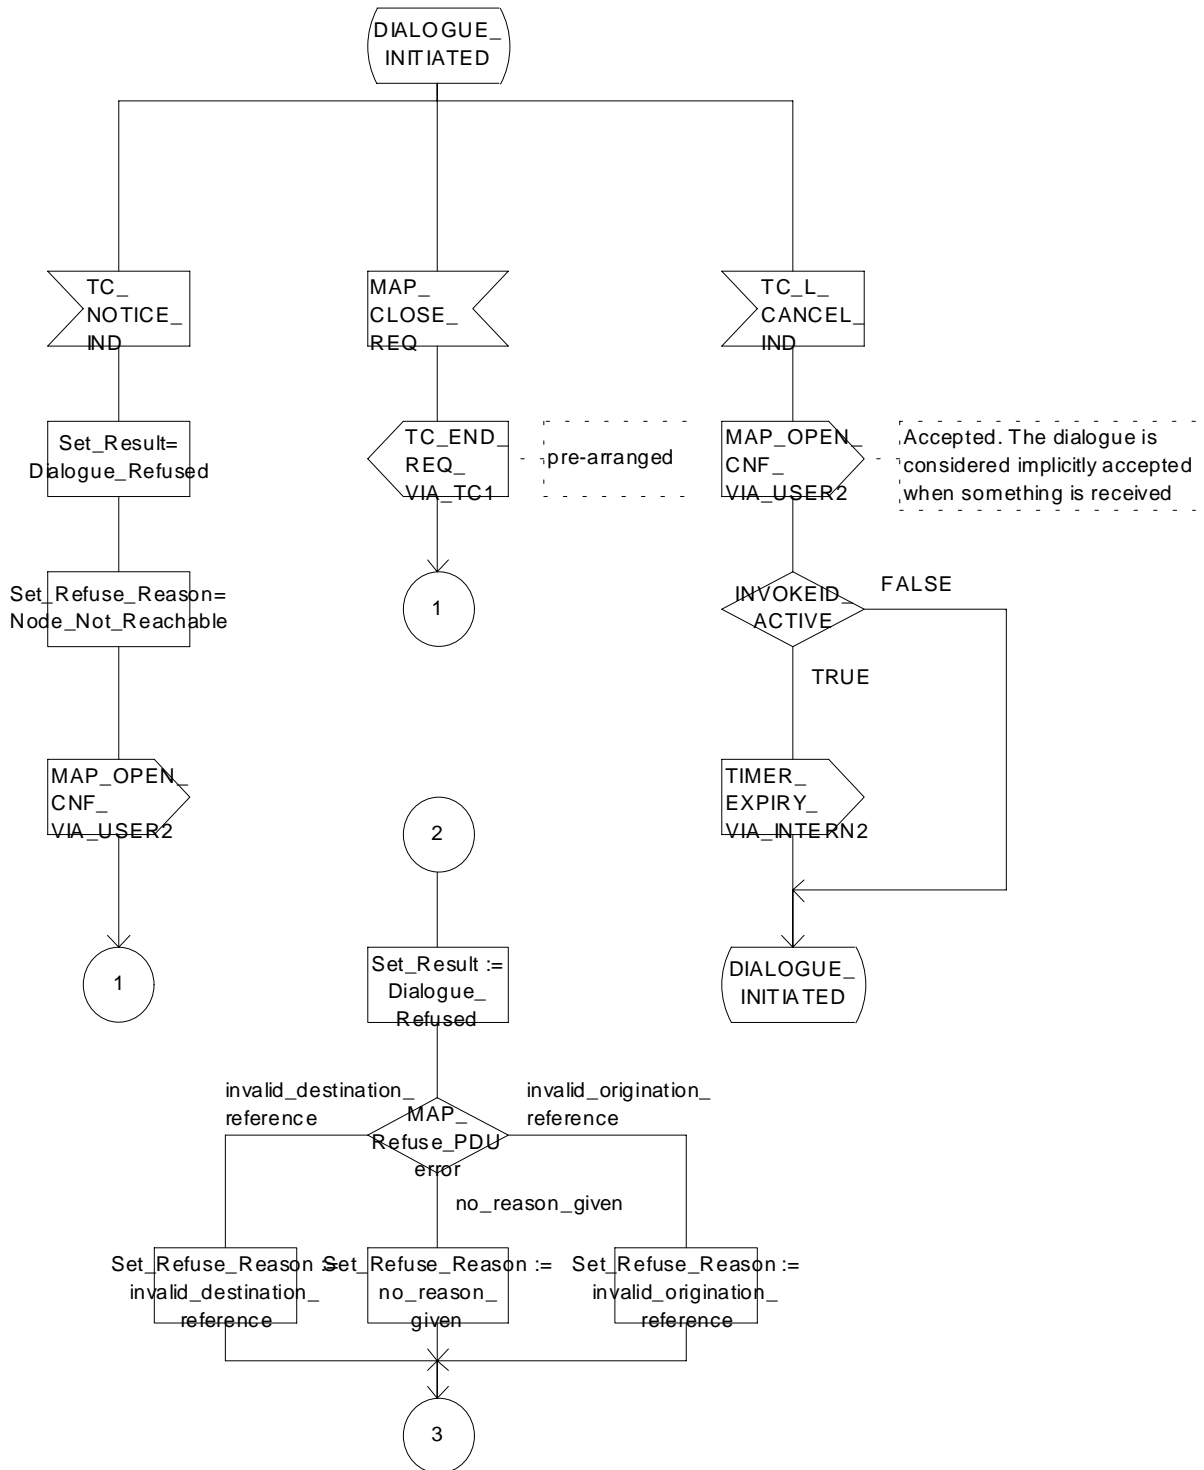 DIALOGUE_
INITIATED
TC_
NOTICE_
IND
MAP_
CLOSE_
REQ
TC_L_
CANCEL_
IND
Set_Result=
Dialogue_Refused
TC_END_
REQ_
VIA_TC1
pre-arranged
MAP_OPEN_
CNF_
VIA_USER2
Accepted. The dialogue is
considered implicitly accepted
when something is received
Set_Refuse_Reason=
Node_Not_Reachable
1
INVOKEID_
ACTIVE
FALSE
TRUE
MAP_OPEN_
CNF_
VIA_USER2
2
TIMER_
EXPIRY_
VIA_INTERN2
1
Set_Result :=
Dialogue_
Refused
DIALOGUE_
INITIATED
invalid_destination_
reference
MAP_
Refuse_PDU
error
invalid_origination_
reference
no_reason_given
Set_Refuse_Reason :=
invalid_destination_
reference
Set_Refuse_Reason :=
no_reason_
given
Set_Refuse_Reason :=
invalid_origination_
reference
3